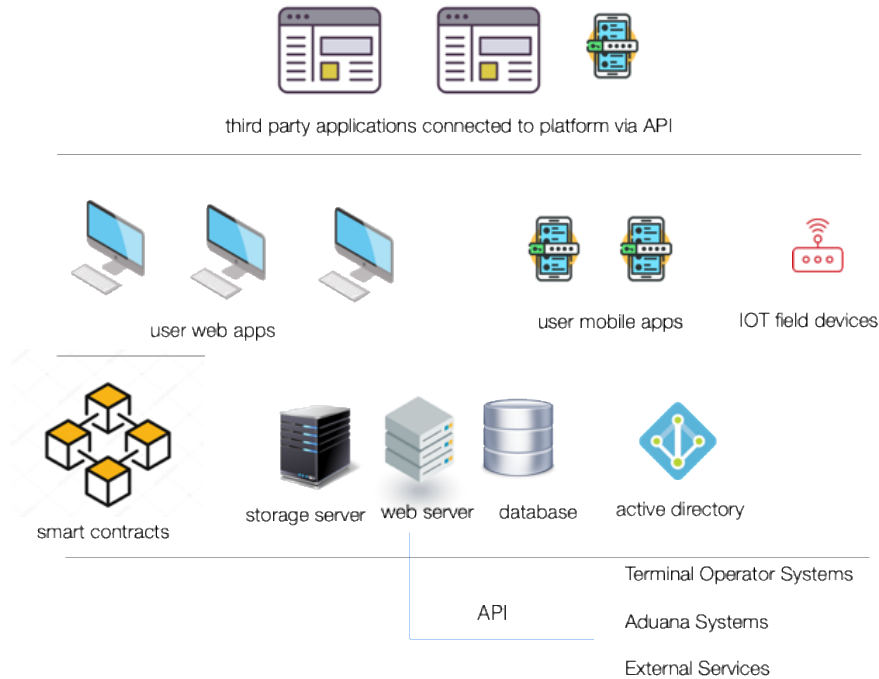 third party applications connected to platform via API
user web apps
user mobile apps
IOT field devices
smart contracts
storage server
web server
database
active directory
API
Terminal Operator Systems
Aduana Systems
External Services